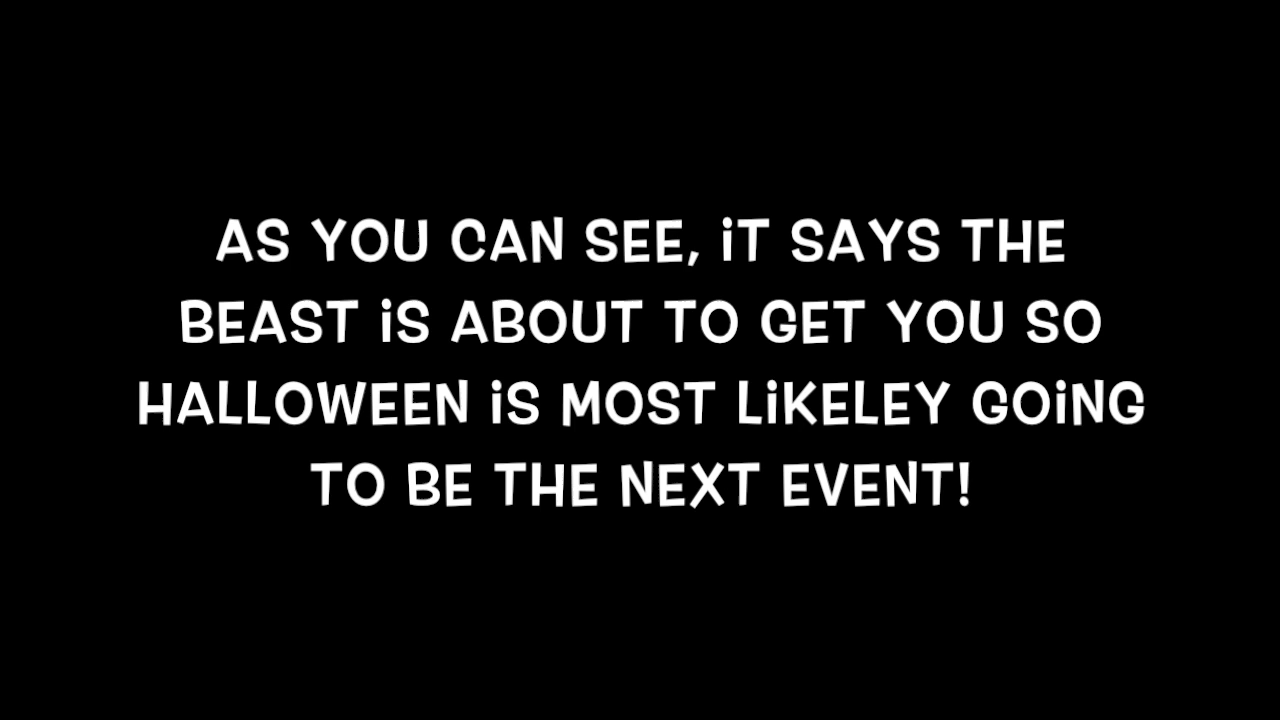 AS YOU CAN SEE, iT SAYS THE
BEAST iS ABOUT TO GET YOU SO
HALLOWEEN iS MOST LiKELEY GOiNG
TO BE THE NEXT EVENT!